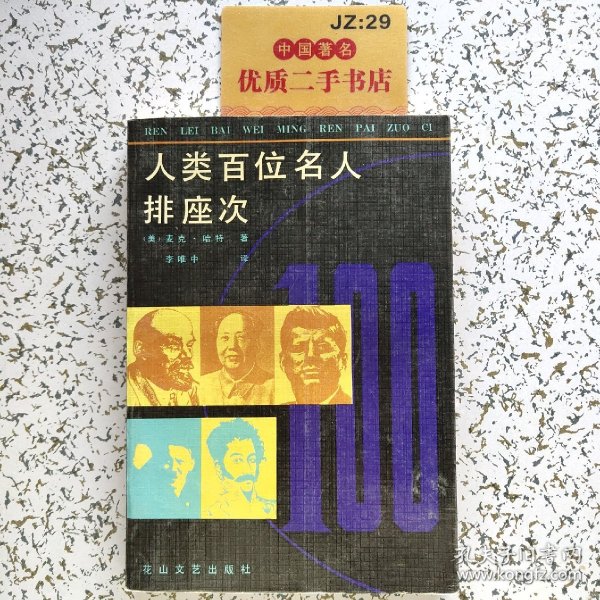 JZ:29
中国著名
优质二手书店
REN LEI BAI WEI MING REN PAI ZUO CI
人类百位名人
排座次
〔美〕麦克·哈特 著
李唯中 译
100
花山文艺出版社
孔夫子旧书网
www.kongfz.com